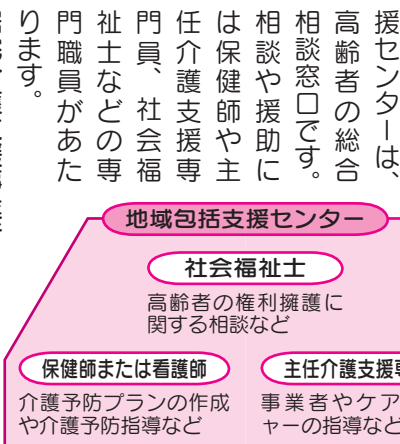 援センターは、
高齢者の総合
相談窓口です。
相談や援助に
は保健師や主
任介護支援専
門員、社会福
祉士などの専
門職員があた
ります。
地域包括支援センター
社会福祉士
高齢者の権利擁護に
関する相談など
保健師または看護師
介護予防プランの作成
や介護予防指導など
主任介護支援専
事業者やケア
ャーの指導など